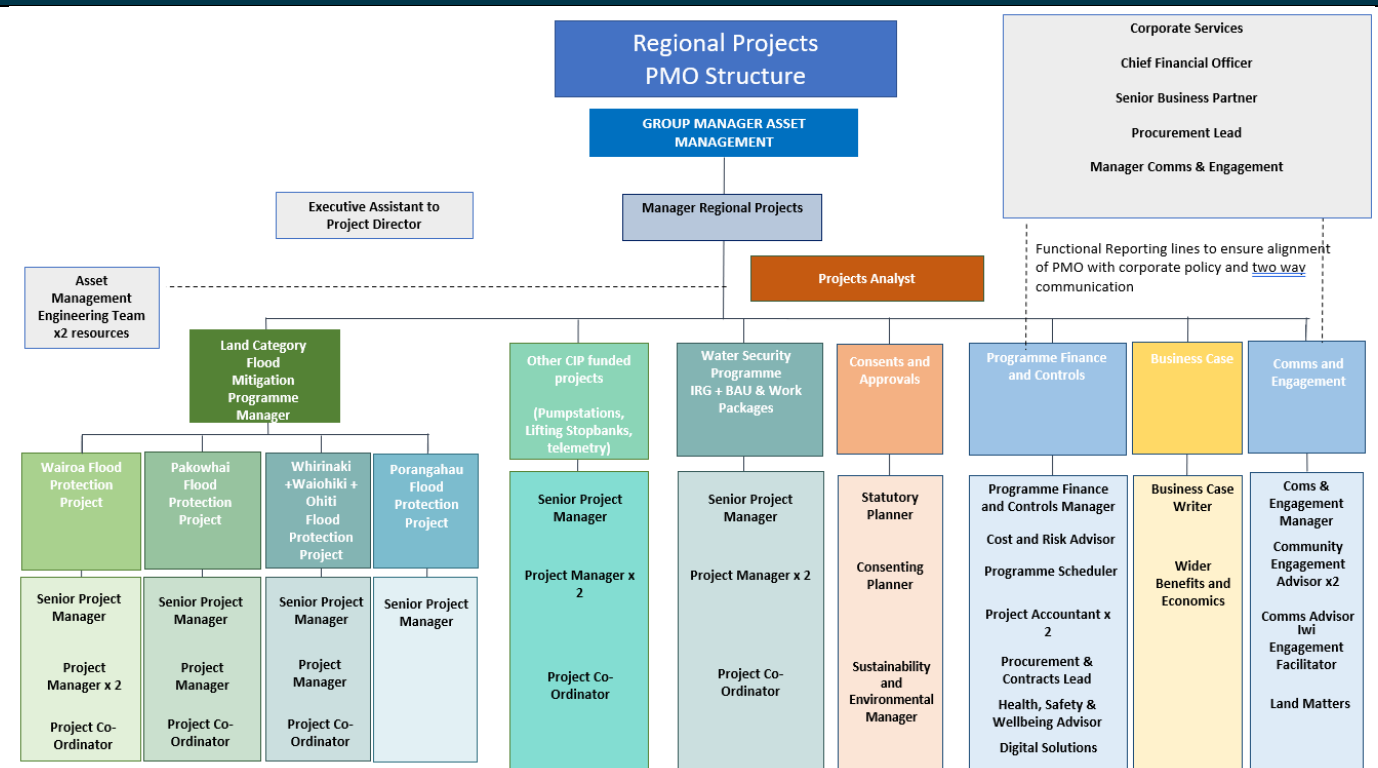 Regional Projects
PMO Structure
Corporate Services
Chief Financial Officer
Senior Business Partner
Procurement Lead
Manager Comms & Engagement
GROUP MANAGER ASSET
MANAGEMENT
Executive Assistant to
Project Director
Manager Regional Projects
Functional Reporting lines to ensure alignment
of PMO with corporate policy and two way
communication
Asset
Management
Engineering Team
x2 resources
Projects Analyst
Land Category
Flood
Mitigation
Programme
Manager
Other CIP funded
projects
(Pumpstations,
Lifting Stopbanks,
telemetry)
Water Security
Programme
IRG + BAU & Work
Packages
Consents and
Approvals
Programme Finance
and Controls
Business Case
Comms and
Engagement
Wairoa Flood
Protection
Project
Pakowhai
Flood
Protection
Project
Whirinaki
+Waiohiki +
Ohiti
Flood
Protection
Project
Porangahau
Flood
Protection
Project
Senior Project
Manager
Project
Manager x 2
Project Co-
Ordinator
Senior Project
Manager
Project
Manager
Project Co-
Ordinator
Senior Project
Manager
Project
Manager
Project Co-
Ordinator
Senior Project
Manager
Senior Project
Manager
Project Manager x
2
Project Co-
Ordinator
Senior Project
Manager
Project Manager x 2
Project Co-
Ordinator
Statutory
Planner
Consenting
Planner
Sustainability
and
Environmental
Manager
Programme Finance
and Controls Manager
Cost and Risk Advisor
Programme Scheduler
Project Accountant x
2
Procurement &
Contracts Lead
Health, Safety &
Wellbeing Advisor
Digital Solutions
Business Case
Writer
Wider
Benefits and
Economics
Coms &
Engagement
Manager
Community
Engagement
Advisor x2
Comms Advisor
Iwi
Engagement
Facilitator
Land Matters